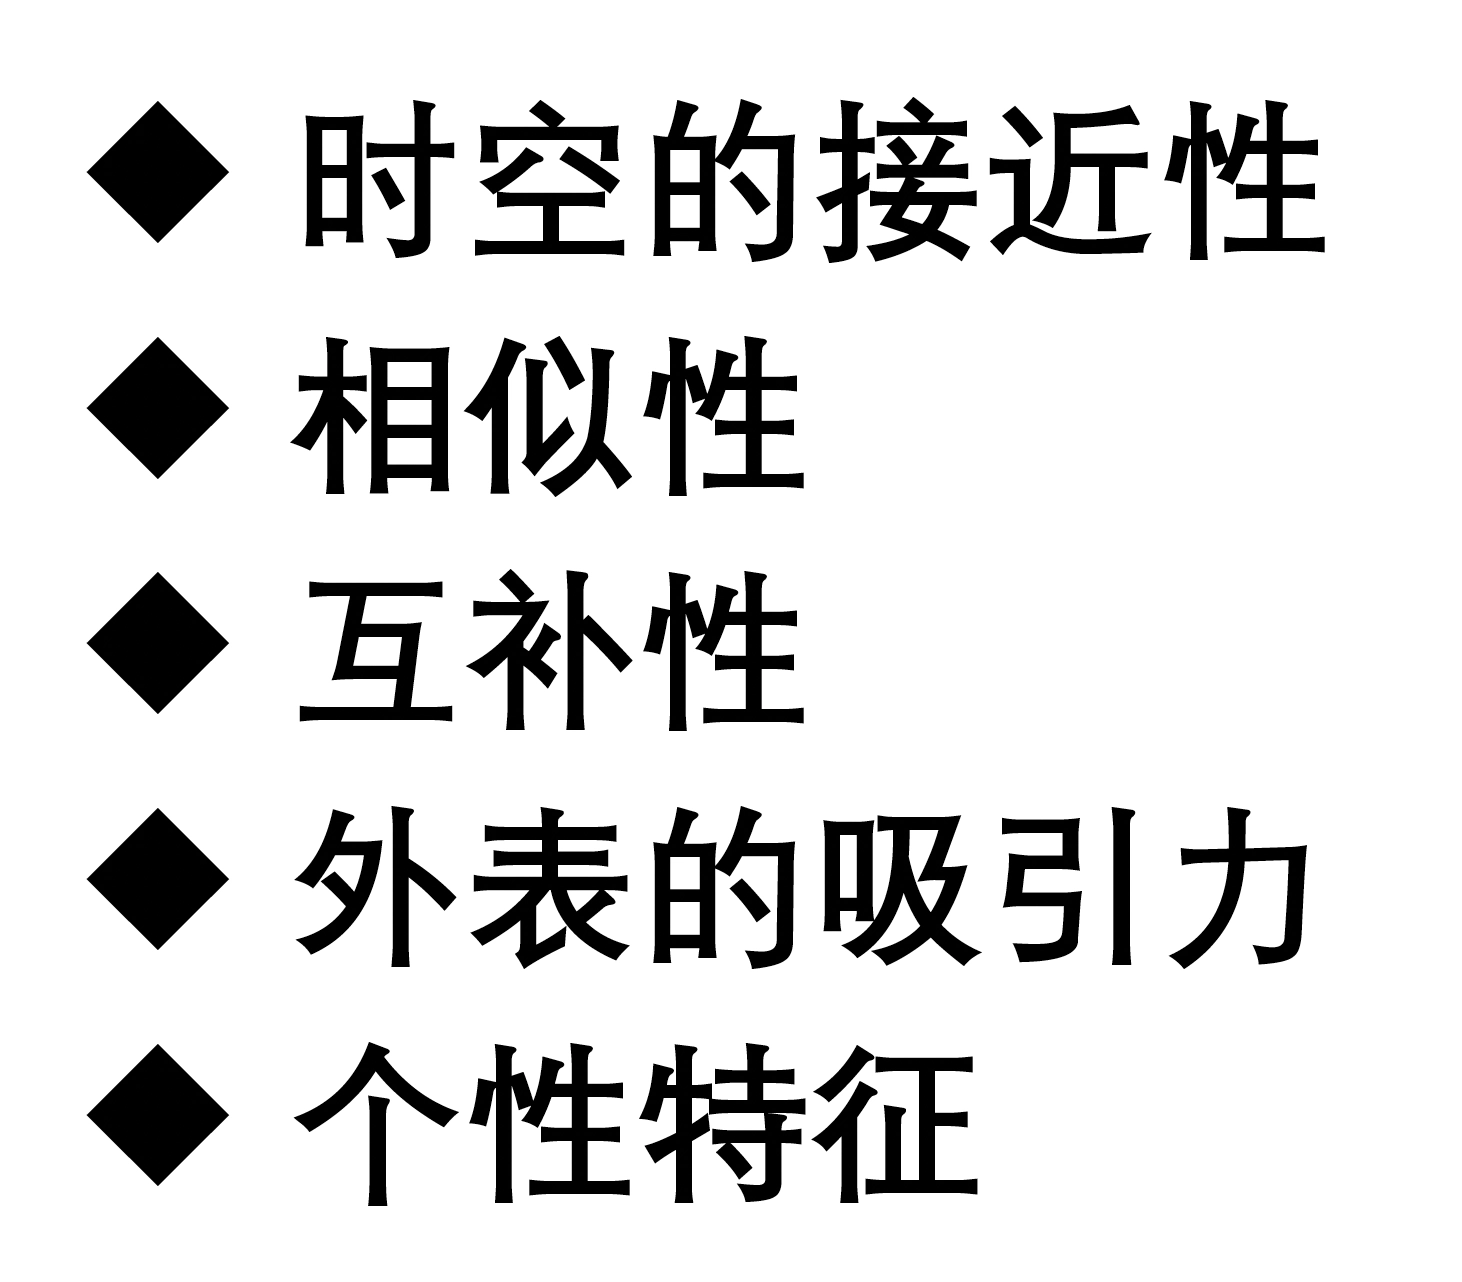 ◆ 时空的接近性
◆ 相似性
◆ 互补性
◆ 外表的吸引力
◆ 个性特征